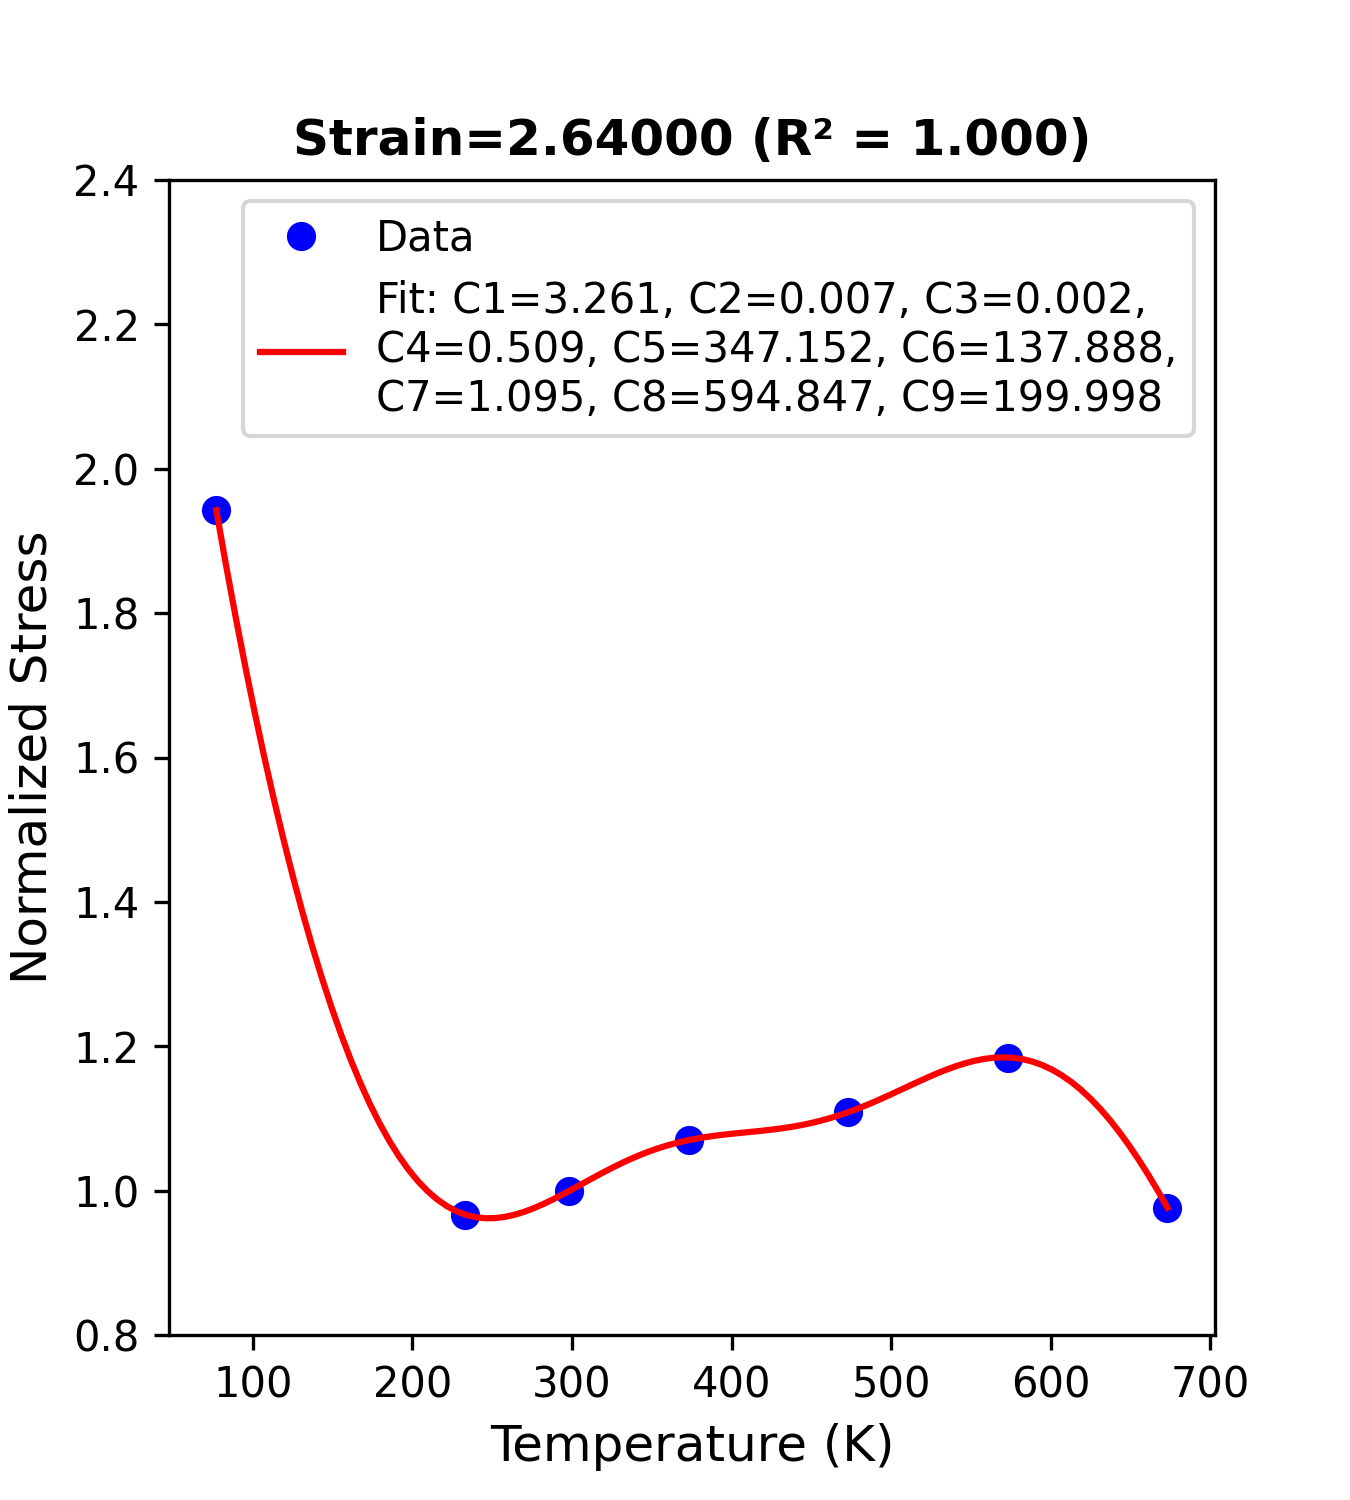 Strain=2.64000 (R² = 1.000)
Data
Fit: C1=3.261, C2=0.007, C3=0.002,
C4=0.509, C5=347.152, C6=137.888,
C7=1.095, C8=594.847, C9=199.998
2.4
2.2
2.0
1.8
1.6
1.4
1.2
1.0
0.8
Normalized Stress
100 200 300 400 500 600 700
Temperature (K)